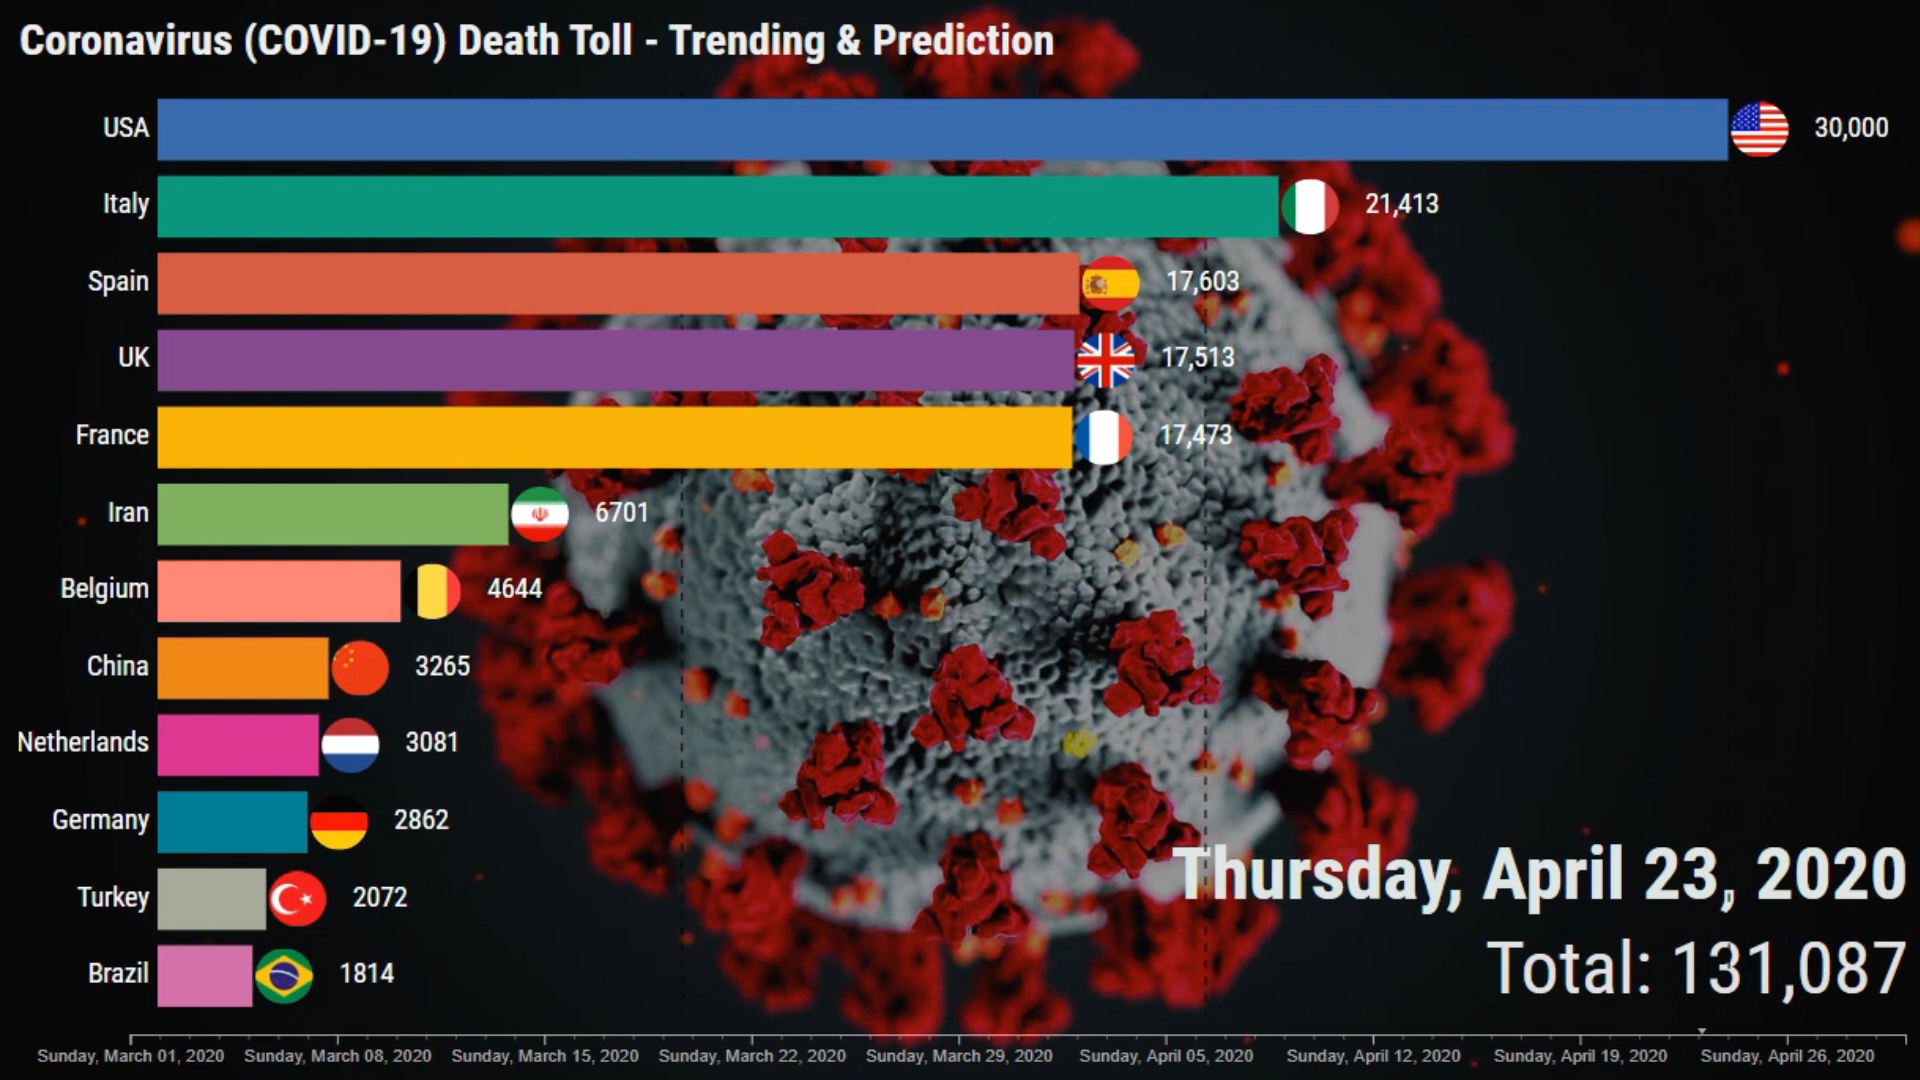 Coronavirus (COVID-19) Death Toll - Trending & Prediction
USA 30,000
Italy 21,413
Spain 17,603
UK 17,513
France 17,473
Iran 6701
Belgium 4644
China 3265
Netherlands 3081
Germany 2862
Turkey 2072
Brazil 1814
Thursday, April 23, 2020
Total: 131,087
Sunday, March 01, 2020 Sunday, March 08, 2020 Sunday, March 15, 2020 Sunday, March 22, 2020 Sunday, March 29, 2020 Sunday, April 05, 2020 Sunday, April 12, 2020 Sunday, April 19, 2020 Sunday, April 26, 2020